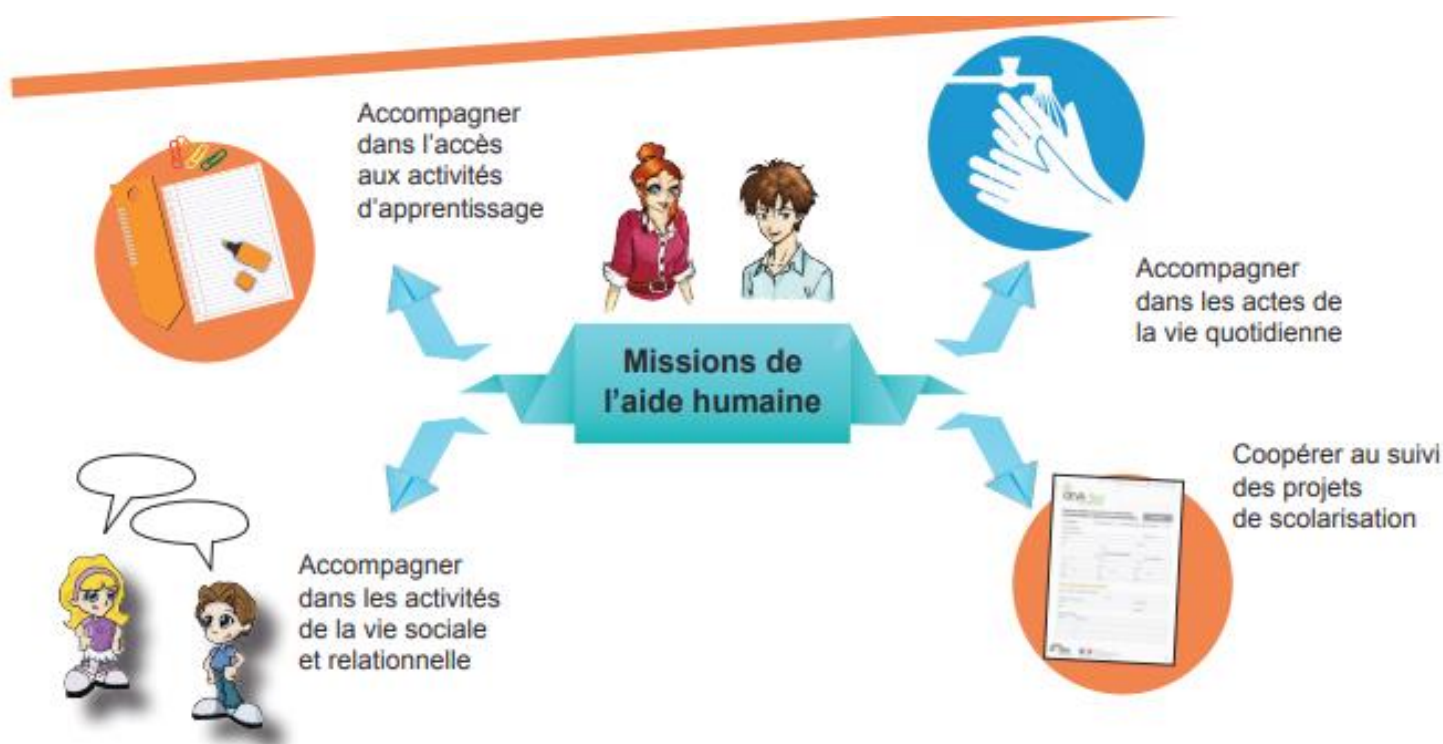 Accompagner
dans l'accès
aux activités
d'apprentissage
Accompagner
dans les actes de
la vie quotidienne
Missions de
l'aide humaine
Coopérer au suivi
des projets
de scolarisation
Accompagner
dans les activités
de la vie sociale
et relationnelle